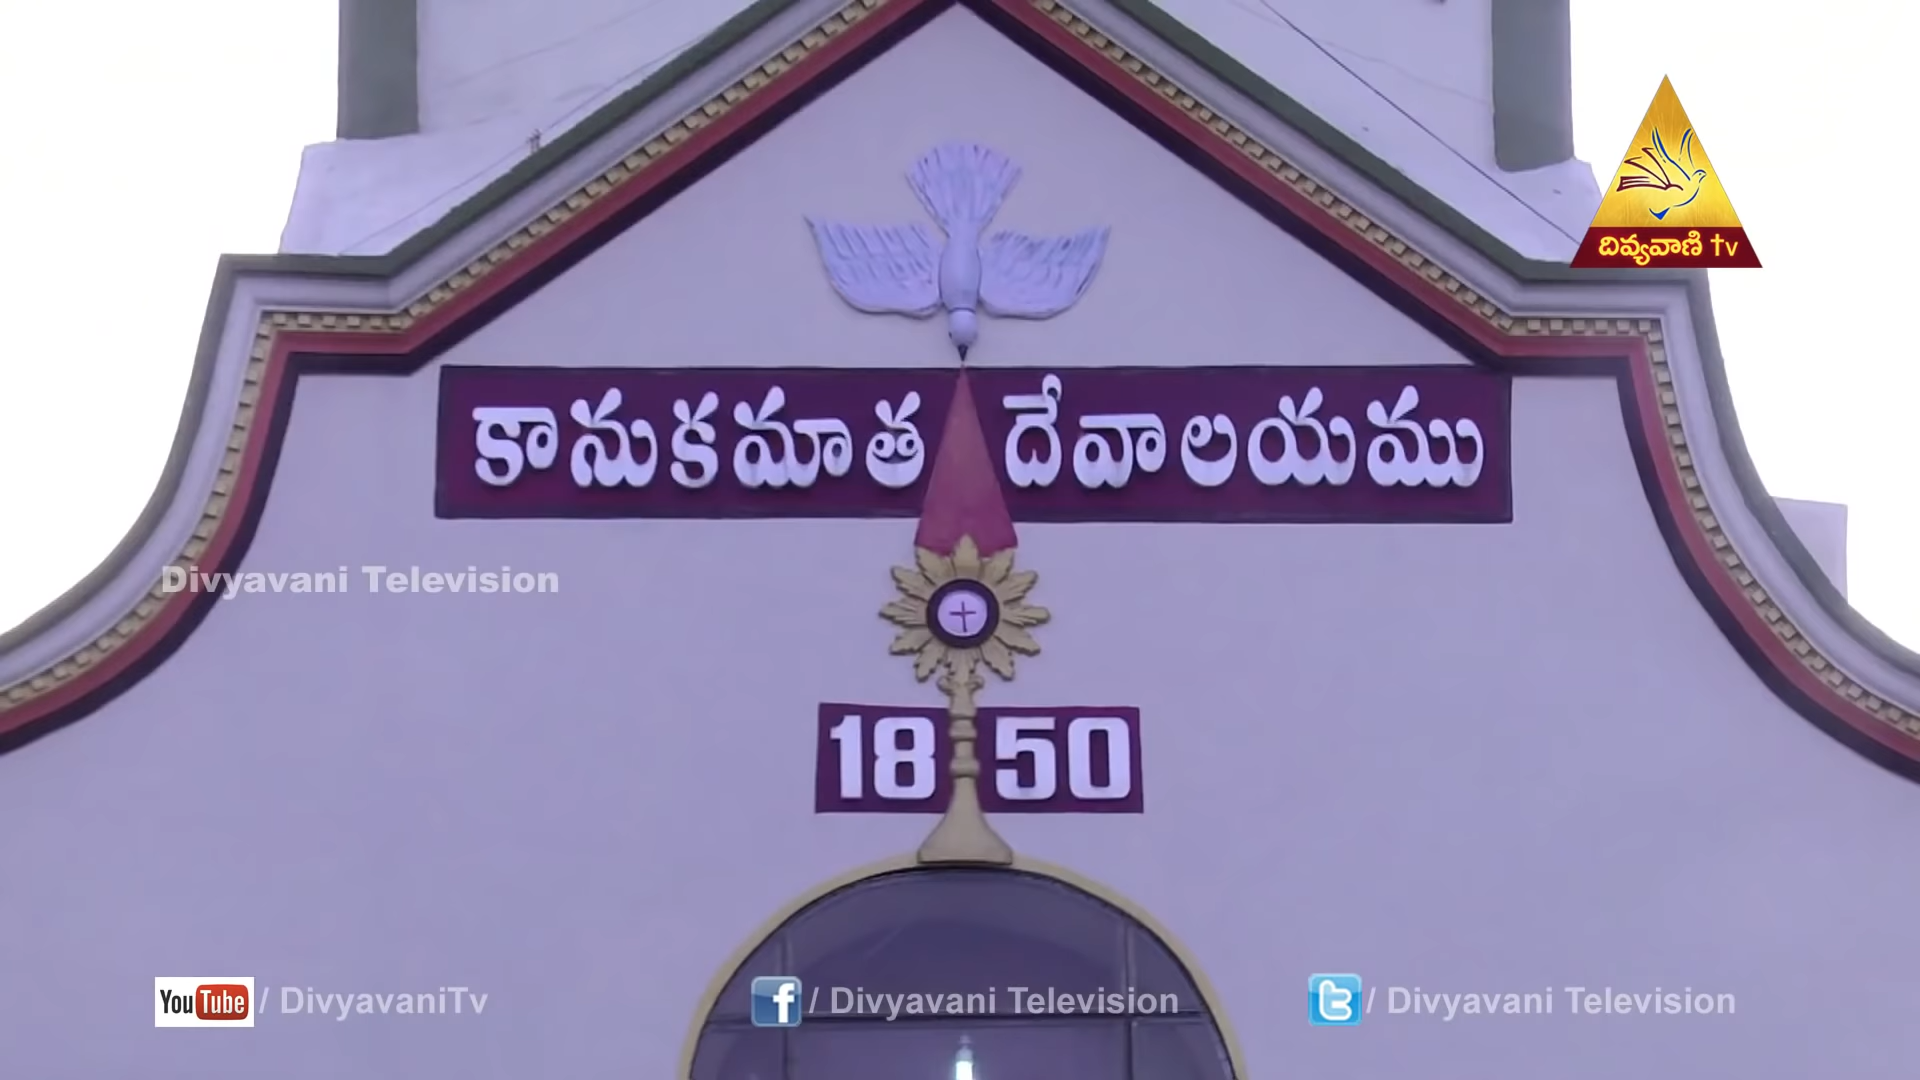 దివ్యవాణి tv
కానుకమాత దేవాలయము
Divyavani Television
1850
YouTube / DivyavaniTv
f / Divyavani Television
t / Divyavani Television